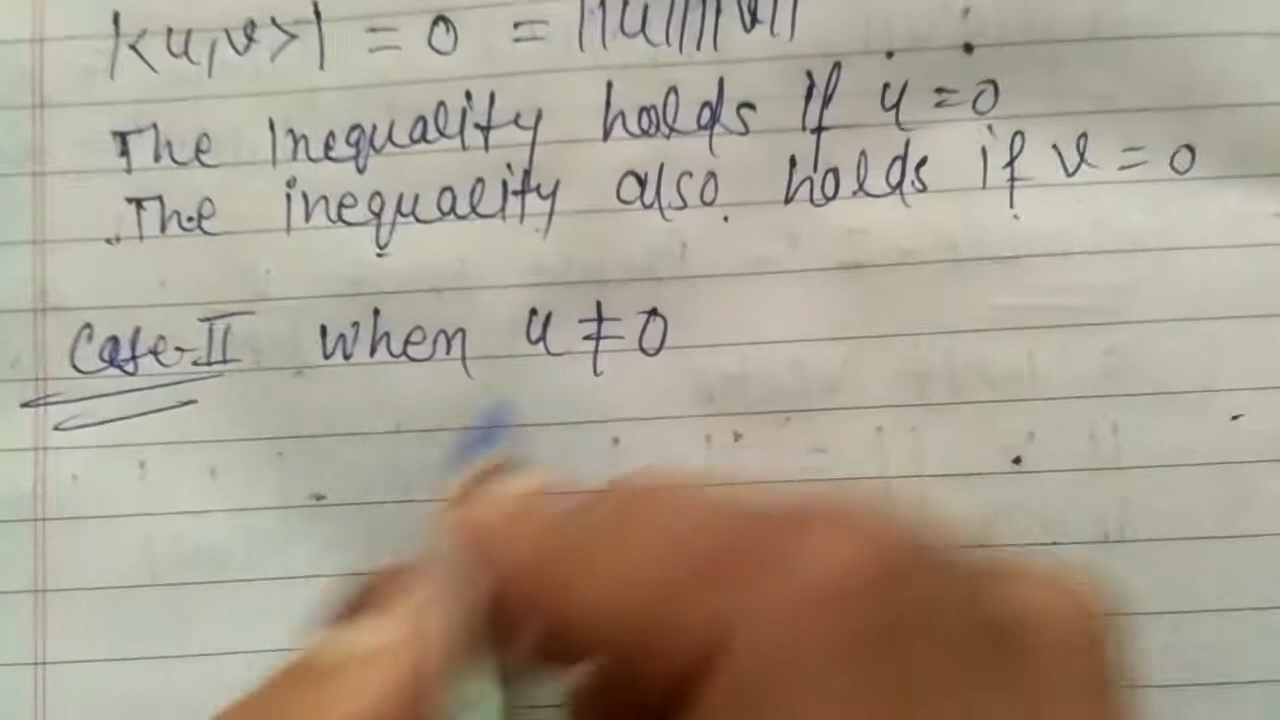 |<u,v>| = 0 = ||u|| ||v||
The Inequality holds If u = 0
The inequality also holds if v = 0
Case-II when u ≠ 0